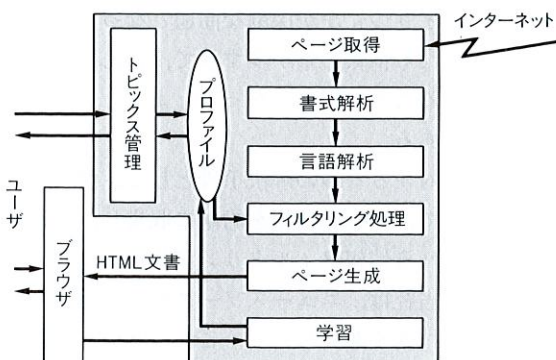 インターネット
ページ取得
トピックス管理
プロファイル
書式解析
言語解析
ユーザ
フィルタリング処理
ブラウザ
HTML文書
ページ生成
学習